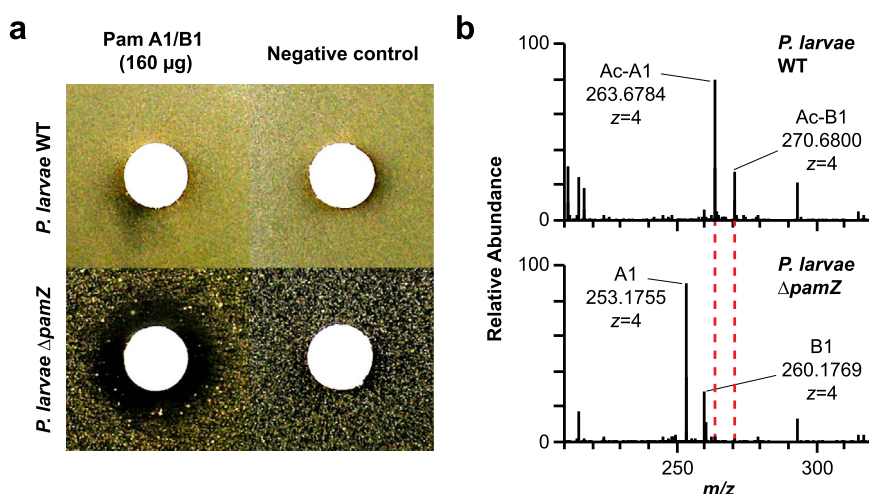 a
Pam A1/B1
(160 µg)
Negative control
P. larvae WT
P. larvae ΔpamZ
b
Relative Abundance
100
0
Ac-A1
263.6784
z=4
Ac-B1
270.6800
z=4
P. larvae
WT
100
0
A1
253.1755
z=4
B1
260.1769
z=4
P. larvae
ΔpamZ
250
300
m/z